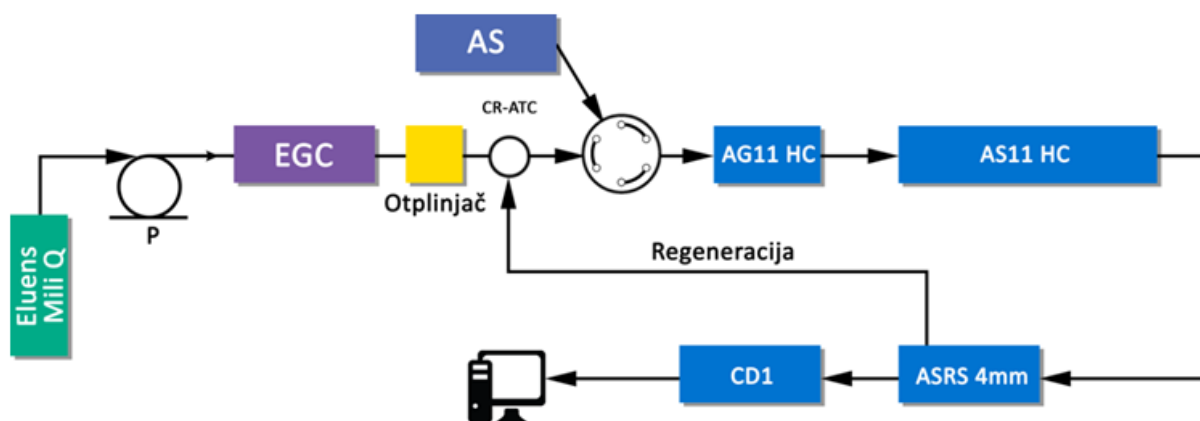 AS
CR-ATC
EGC
AG11 HC
AS11 HC
Otplinjač
P
Eluens
Mili Q
Regeneracija
CD1
ASRS 4mm